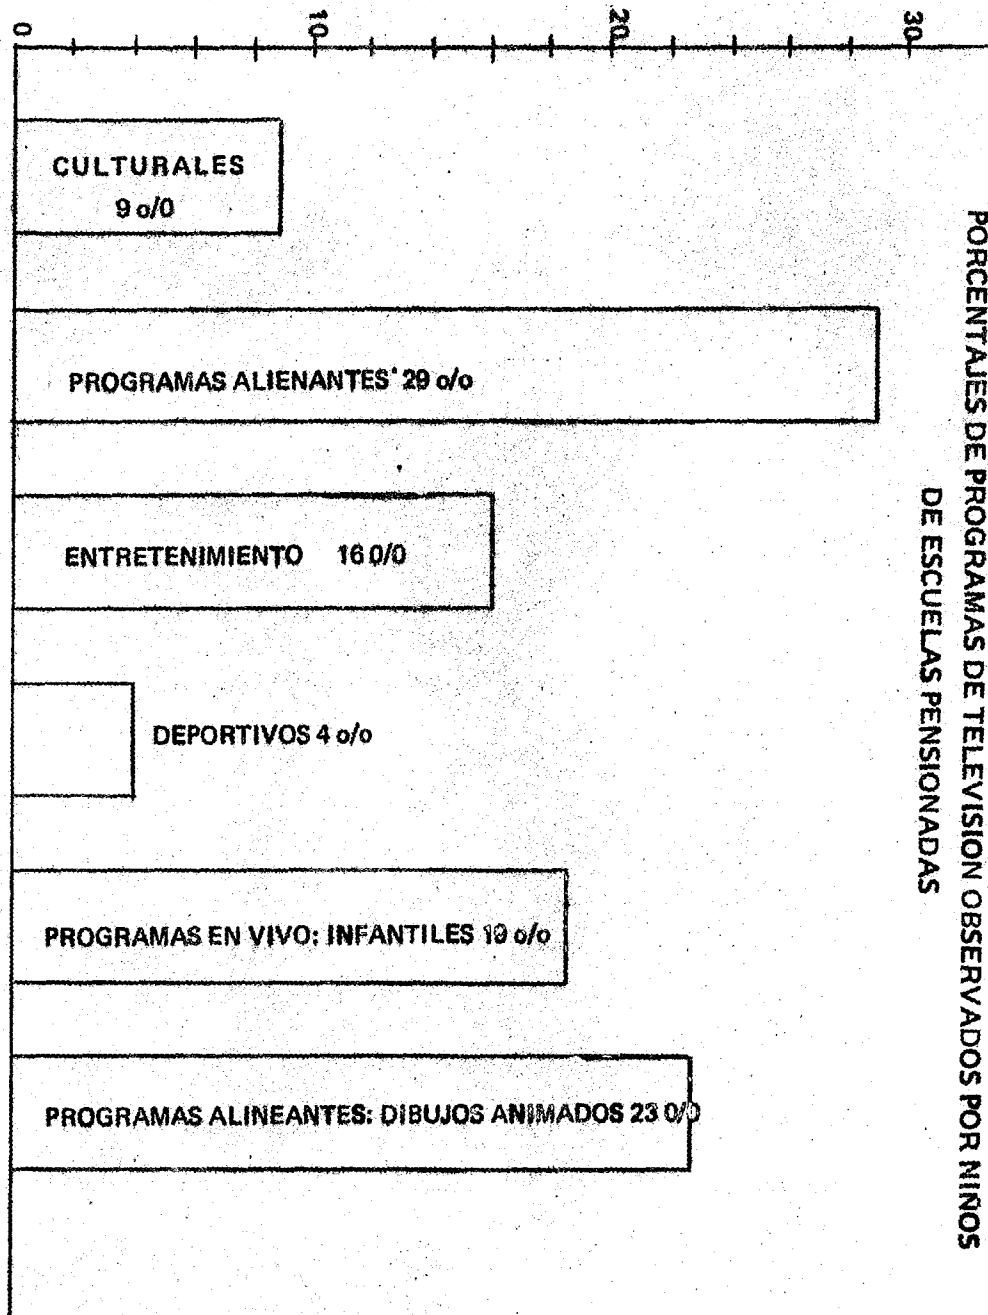 PORCENTAJES DE PROGRAMAS DE TELEVISION OBSERVADOS POR NIÑOS
DE ESCUELAS PENSIONADAS
0
10
20
30
CULTURALES
9 o/0
PROGRAMAS ALIENANTES 29 o/o
ENTRETENIMIENTO 16 0/0
DEPORTIVOS 4 o/o
PROGRAMAS EN VIVO: INFANTILES 19 o/o
PROGRAMAS ALINEANTES: DIBUJOS ANIMADOS 23 0/0